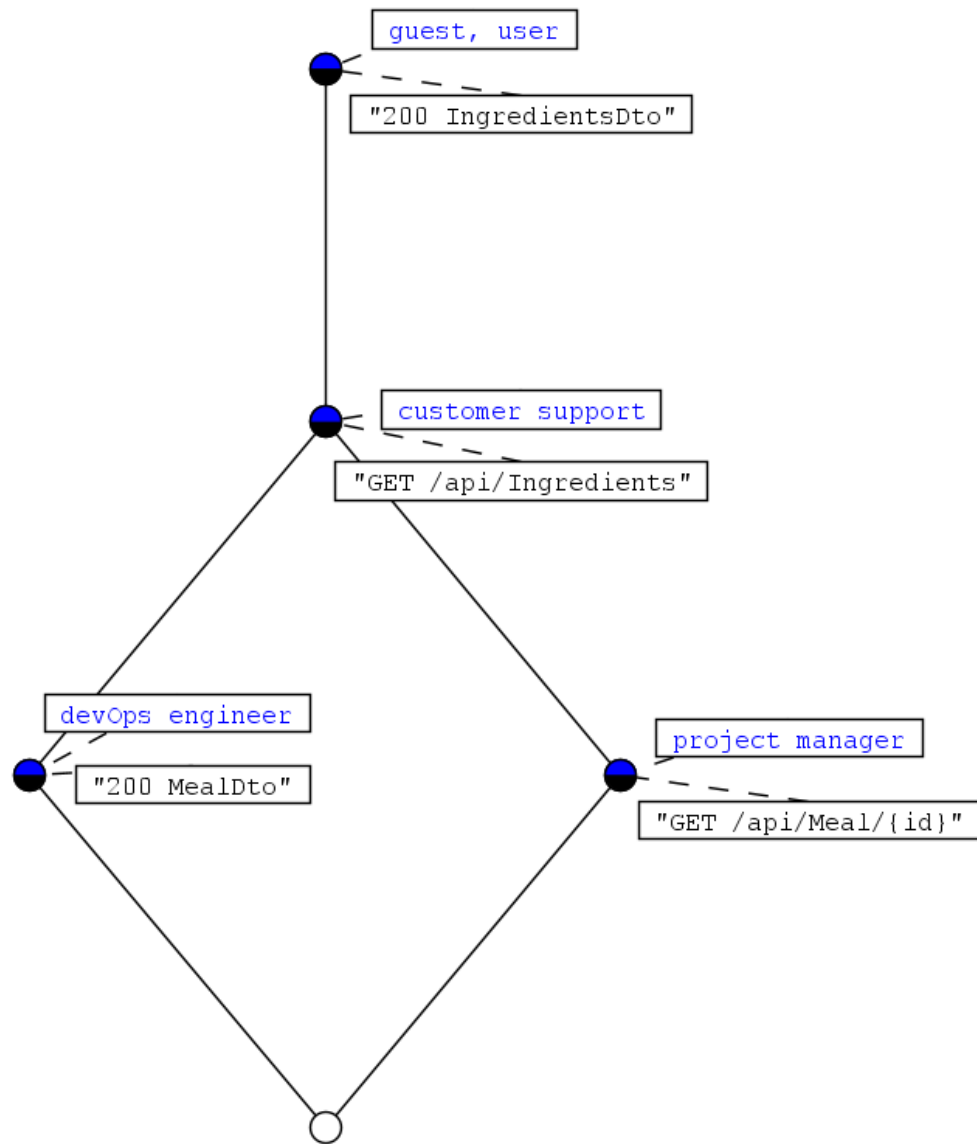 guest, user
"200 IngredientsDto"
customer support
"GET /api/Ingredients"
devOps engineer
"200 MealDto"
project manager
"GET /api/Meal/{id}"